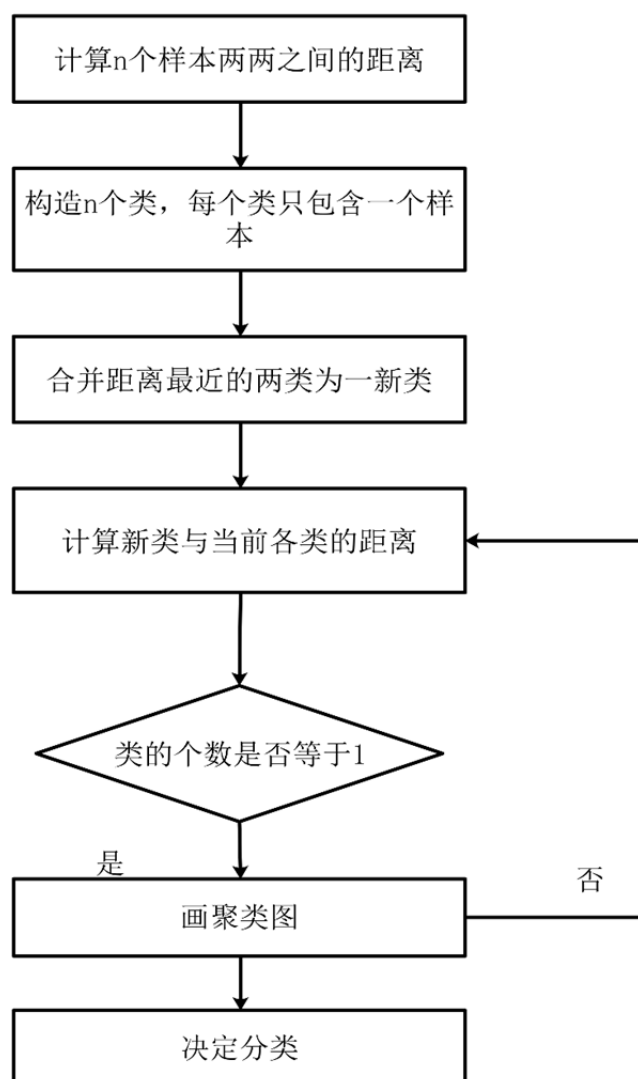 计算n个样本两两之间的距离
构造n个类，每个类只包含一个样
本
合并距离最近的两类为一新类
计算新类与当前各类的距离
类的个数是否等于1
是
否
画聚类图
决定分类